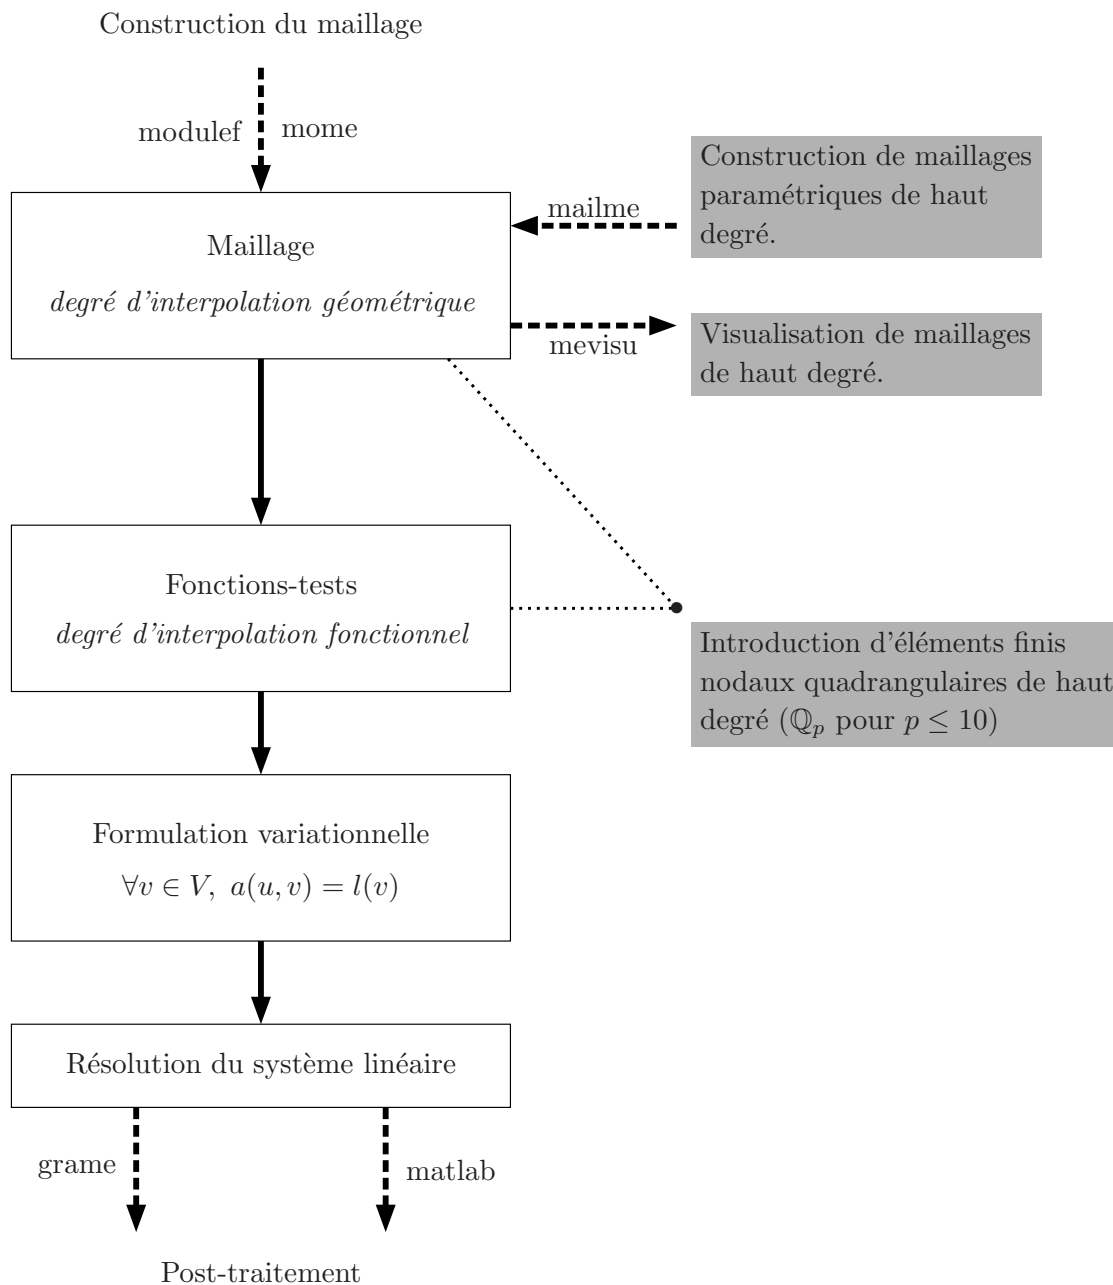 Construction du maillage
modulef
mome
Maillage
degré d'interpolation géométrique
mailme
Construction de maillages
paramétriques de haut
degré.
mevisu
Visualisation de maillages
de haut degré.
Fonctions-tests
degré d'interpolation fonctionnel
Introduction d'éléments finis
nodaux quadrangulaires de haut
degré (ℚ_p pour p ≤ 10)
Formulation variationnelle
∀v ∈ V, a(u, v) = l(v)
Résolution du système linéaire
grame
matlab
Post-traitement